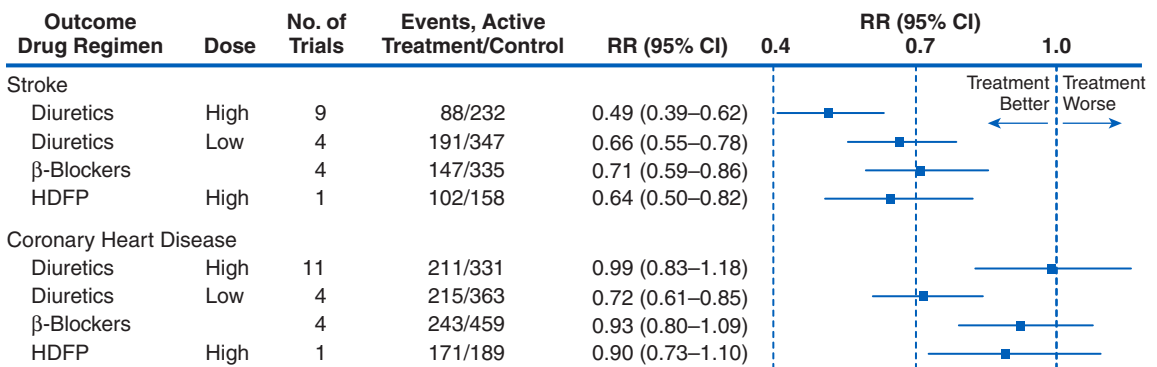 Outcome No. of Events, Active RR (95% CI)
Drug Regimen Dose Trials Treatment/Control RR (95% CI) 0.4 0.7 1.0
Stroke Treatment Treatment
Better Worse
Diuretics High 9 88/232 0.49 (0.39–0.62)
Diuretics Low 4 191/347 0.66 (0.55–0.78)
β-Blockers 4 147/335 0.71 (0.59–0.86)
HDFP High 1 102/158 0.64 (0.50–0.82)
Coronary Heart Disease
Diuretics High 11 211/331 0.99 (0.83–1.18)
Diuretics Low 4 215/363 0.72 (0.61–0.85)
β-Blockers 4 243/459 0.93 (0.80–1.09)
HDFP High 1 171/189 0.90 (0.73–1.10)